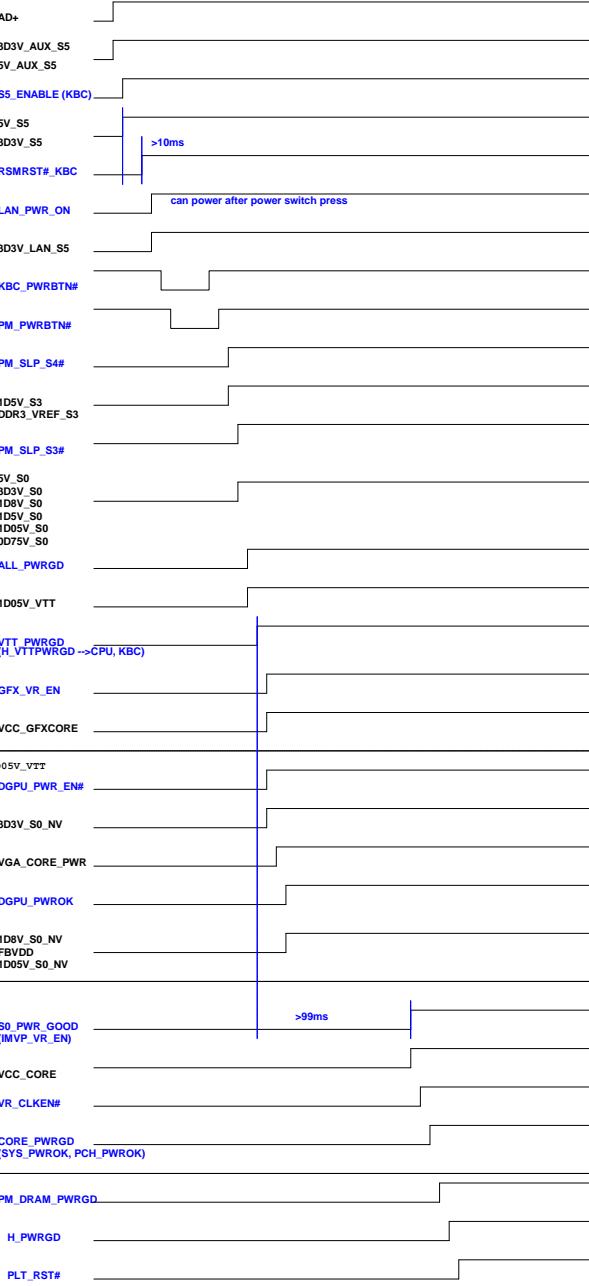 AD+
3D3V_AUX_S5
5V_AUX_S5
S5_ENABLE (KBC)
5V_S5
3D3V_S5
>10ms
RSMRST#_KBC
can power after power switch press
LAN_PWR_ON
3D3V_LAN_S5
KBC_PWRBTN#
PM_PWRBTN#
PM_SLP_S4#
1D5V_S3
DDR3_VREF_S3
PM_SLP_S3#
5V_S0
3D3V_S0
1D8V_S0
1D5V_S0
1D05V_S0
0D75V_S0
ALL_PWRGD
1D05V_VTT
VTT_PWRGD
(H_VTTPWRGD -->CPU, KBC)
GFX_VR_EN
VCC_GFXCORE
D05V_VTT
DGPU_PWR_EN#
3D3V_S0_NV
VGA_CORE_PWR
DGPU_PWROK
1D8V_S0_NV
FBVDD
1D05V_S0_NV
>99ms
S0_PWR_GOOD
(IMVP_VR_EN)
VCC_CORE
VR_CLKEN#
CORE_PWRGD
(SYS_PWROK, PCH_PWROK)
PM_DRAM_PWRGD
H_PWRGD
PLT_RST#